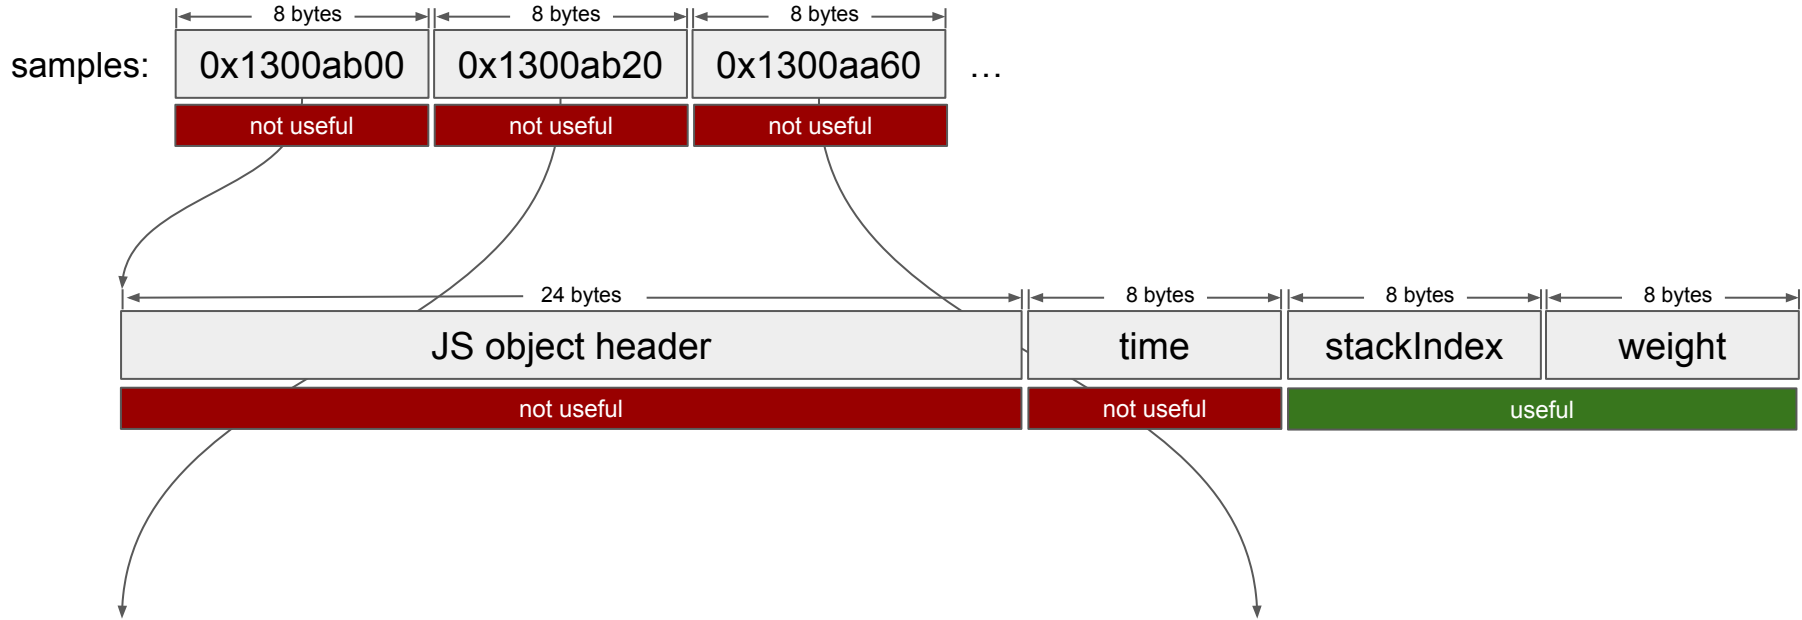 8 bytes 8 bytes 8 bytes
samples: 0x1300ab00 0x1300ab20 0x1300aa60 ...
not useful not useful not useful
24 bytes 8 bytes 8 bytes 8 bytes
JS object header time stackIndex weight
not useful not useful useful